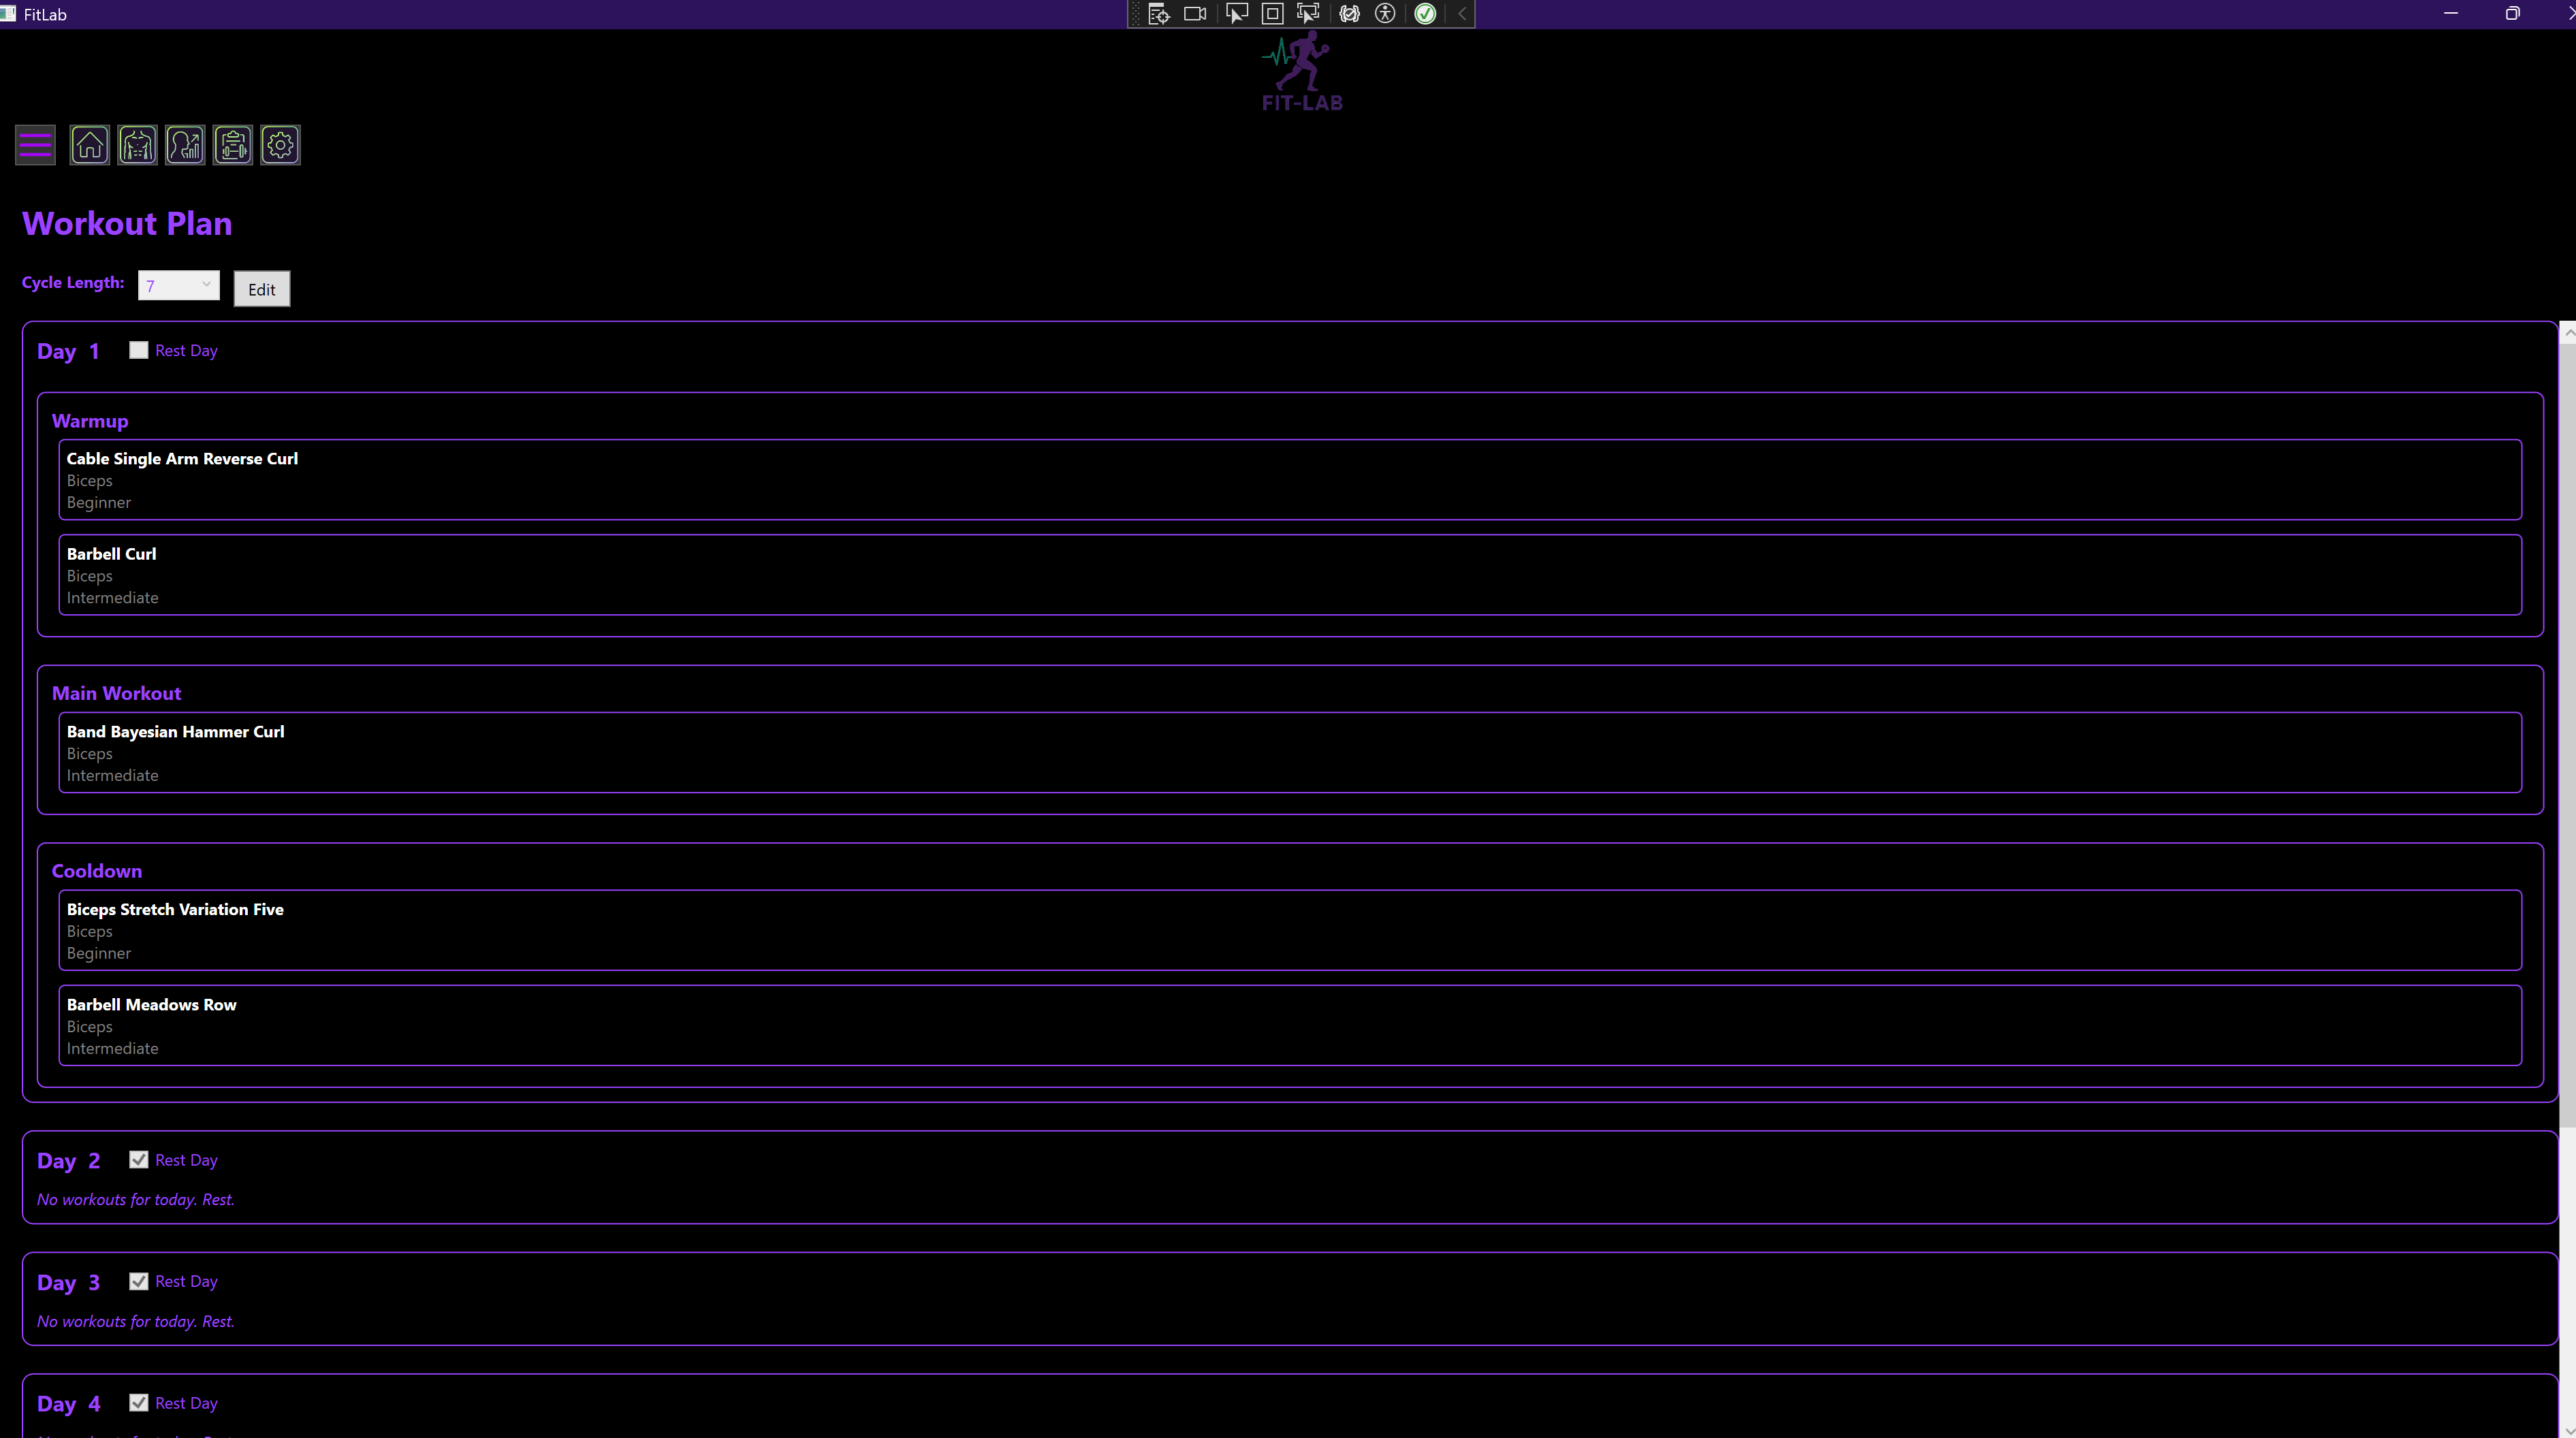 FitLab
FIT-LAB
Workout Plan
Cycle Length: 7 Edit
Day 1 Rest Day
Warmup
Cable Single Arm Reverse Curl
Biceps
Beginner
Barbell Curl
Biceps
Intermediate
Main Workout
Band Bayesian Hammer Curl
Biceps
Intermediate
Cooldown
Biceps Stretch Variation Five
Biceps
Beginner
Barbell Meadows Row
Biceps
Intermediate
Day 2 Rest Day
No workouts for today. Rest.
Day 3 Rest Day
No workouts for today. Rest.
Day 4 Rest Day